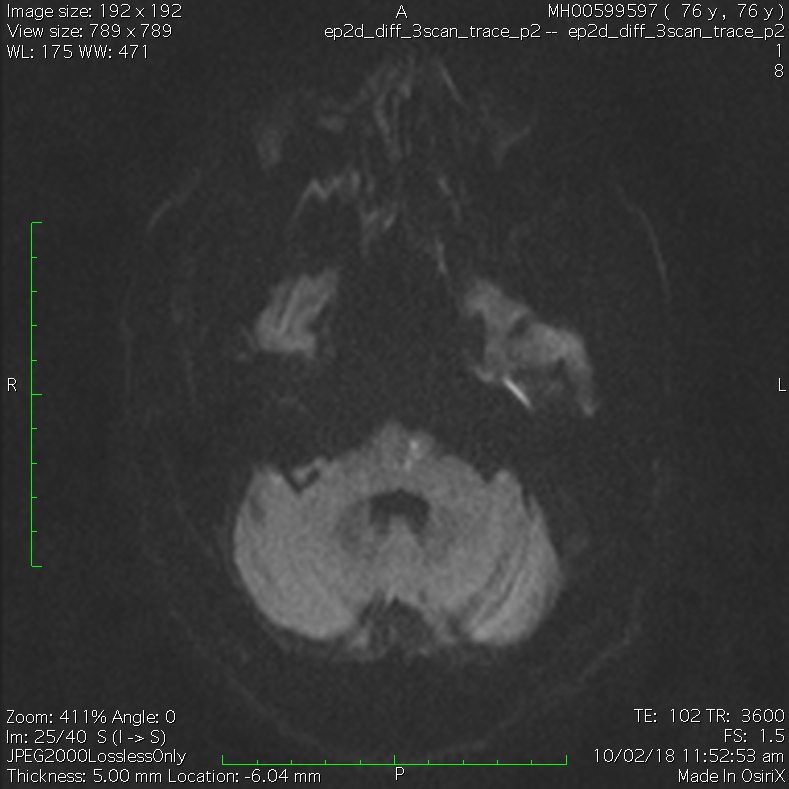 Image size: 192 x 192
View size: 789 x 789
WL: 175 WW: 471
A
MH00599597 ( 76 y , 76 y )
ep2d_diff_3scan_trace_p2 -- ep2d_diff_3scan_trace_p2
1
8
R
L
Zoom: 411% Angle: 0
Im: 25/40 S (I -> S)
JPEG2000LosslessOnly
Thickness: 5.00 mm Location: -6.04 mm
P
TE: 102 TR: 3600
FS: 1.5
10/02/18 11:52:53 am
Made In OsiriX